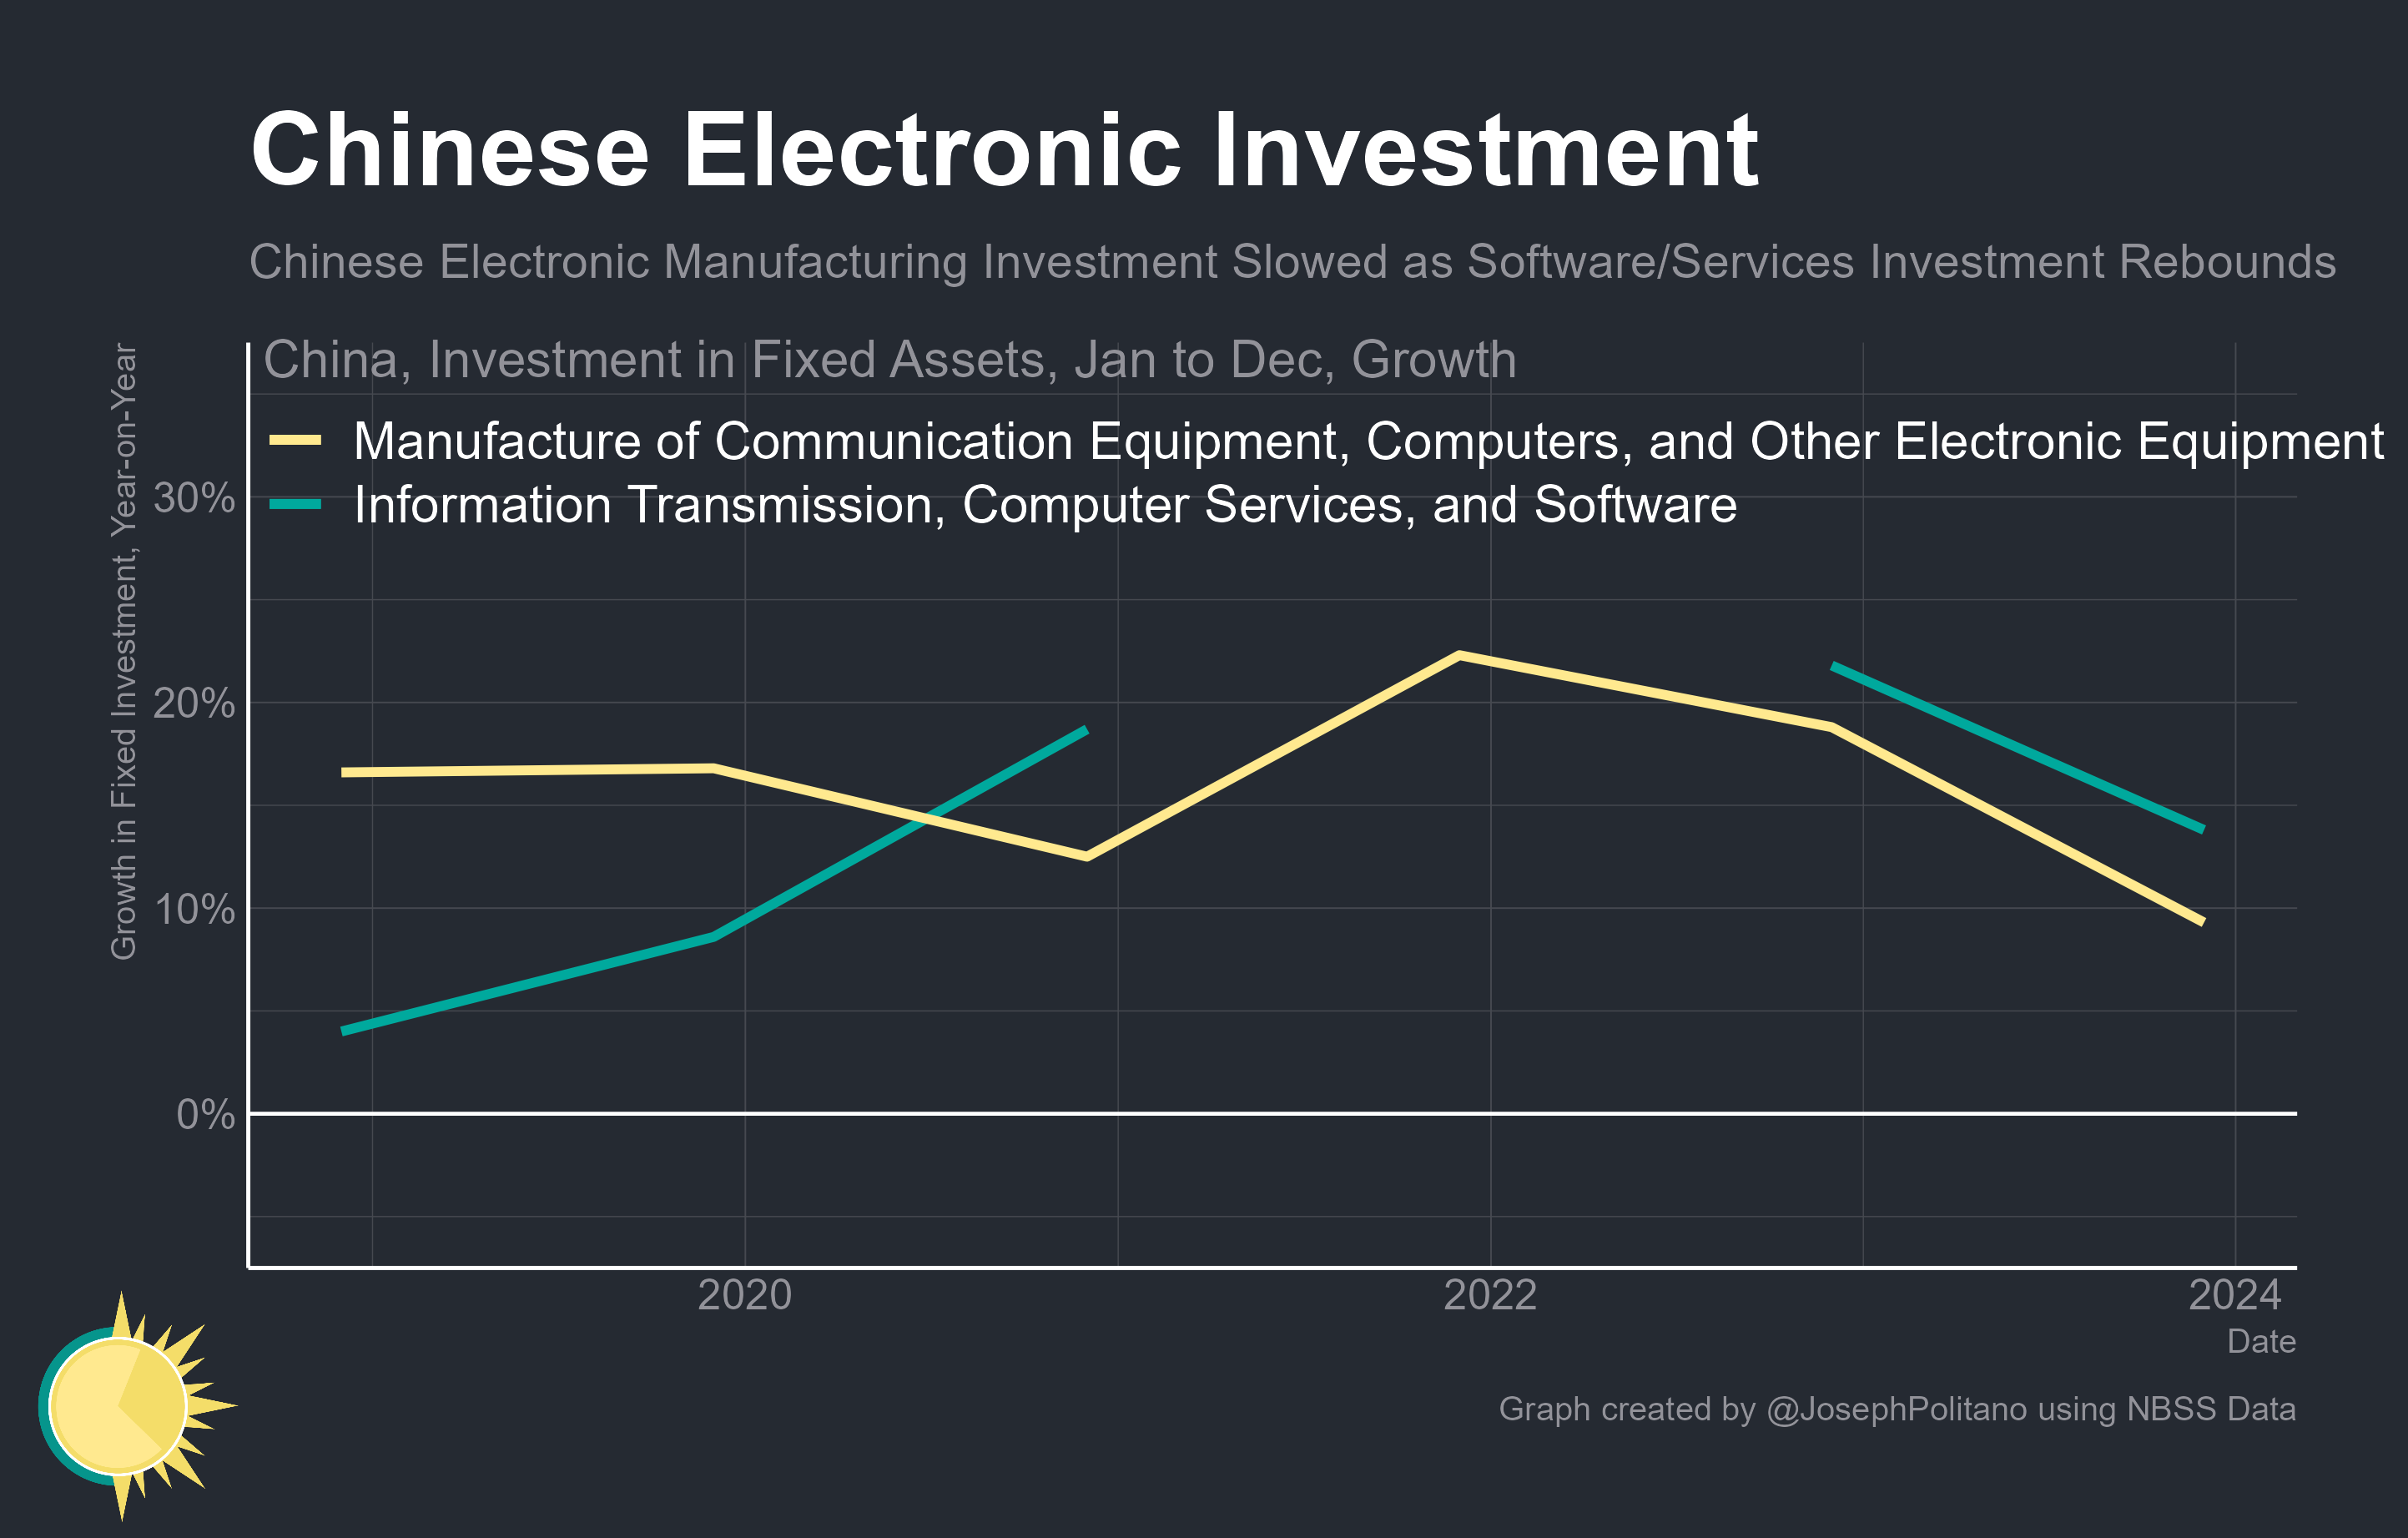 Chinese Electronic Investment
Chinese Electronic Manufacturing Investment Slowed as Software/Services Investment Rebounds
Growth in Fixed Investment, Year-on-Year
China, Investment in Fixed Assets, Jan to Dec, Growth
Manufacture of Communication Equipment, Computers, and Other Electronic Equipment
Information Transmission, Computer Services, and Software
30%
20%
10%
0%
2020 2022 2024
Date
Graph created by @JosephPolitano using NBSS Data